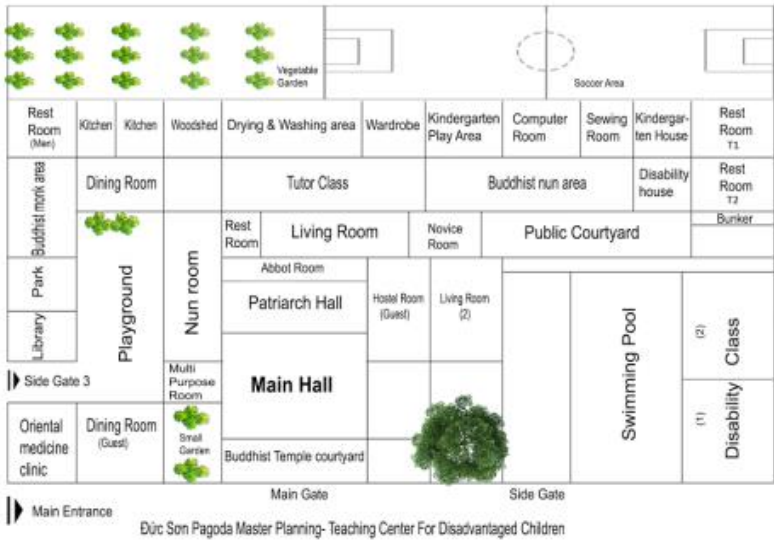 Vegetable
Garden
Soccer Area
Rest
Room
(Men)
Kitchen
Kitchen
Woodshed
Drying & Washing area
Wardrobe
Kindergarten
Play Area
Computer
Room
Sewing
Room
Kindergar-
ten House
Rest
Room
T1
Buddhist monk area
Dining Room
Tutor Class
Buddhist nun area
Disability
house
Rest
Room
T2
Rest
Room
Living Room
Novice
Room
Public Courtyard
Bunker
Park
Playground
Nun room
Abbot Room
Patriarch Hall
Hostel Room
(Guest)
Living Room
(2)
Library
Swimming Pool
Disability Class
(1) (2)
Side Gate 3
Multi
Purpose
Room
Main Hall
Oriental
medicine
clinic
Dining Room
(Guest)
Small
Garden
Buddhist Temple courtyard
Main Gate
Side Gate
Main Entrance
Đức Sơn Pagoda Master Planning- Teaching Center For Disadvantaged Children